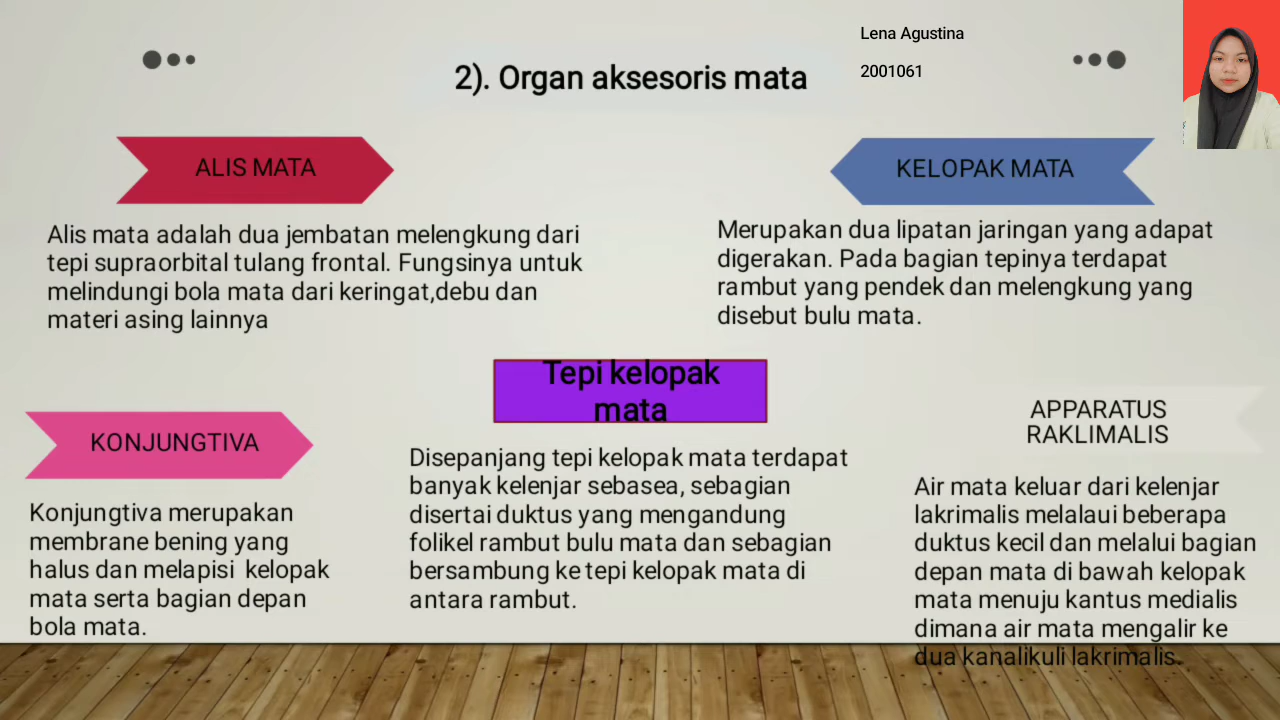 Lena Agustina
2001061
2). Organ aksesoris mata
ALIS MATA
Alis mata adalah dua jembatan melengkung dari
tepi supraorbital tulang frontal. Fungsinya untuk
melindungi bola mata dari keringat,debu dan
materi asing lainnya
KELOPAK MATA
Merupakan dua lipatan jaringan yang adapat
digerakan. Pada bagian tepinya terdapat
rambut yang pendek dan melengkung yang
disebut bulu mata.
KONJUNGTIVA
Konjungtiva merupakan
membrane bening yang
halus dan melapisi  kelopak
mata serta bagian depan
bola mata.
Tepi kelopak
mata
Disepanjang tepi kelopak mata terdapat
banyak kelenjar sebasea, sebagian
disertai duktus yang mengandung
folikel rambut bulu mata dan sebagian
bersambung ke tepi kelopak mata di
antara rambut.
APPARATUS
RAKLIMALIS
Air mata keluar dari kelenjar
lakrimalis melalaui beberapa
duktus kecil dan melalui bagian
depan mata di bawah kelopak
mata menuju kantus medialis
dimana air mata mengalir ke
dua kanalikuli lakrimalis.